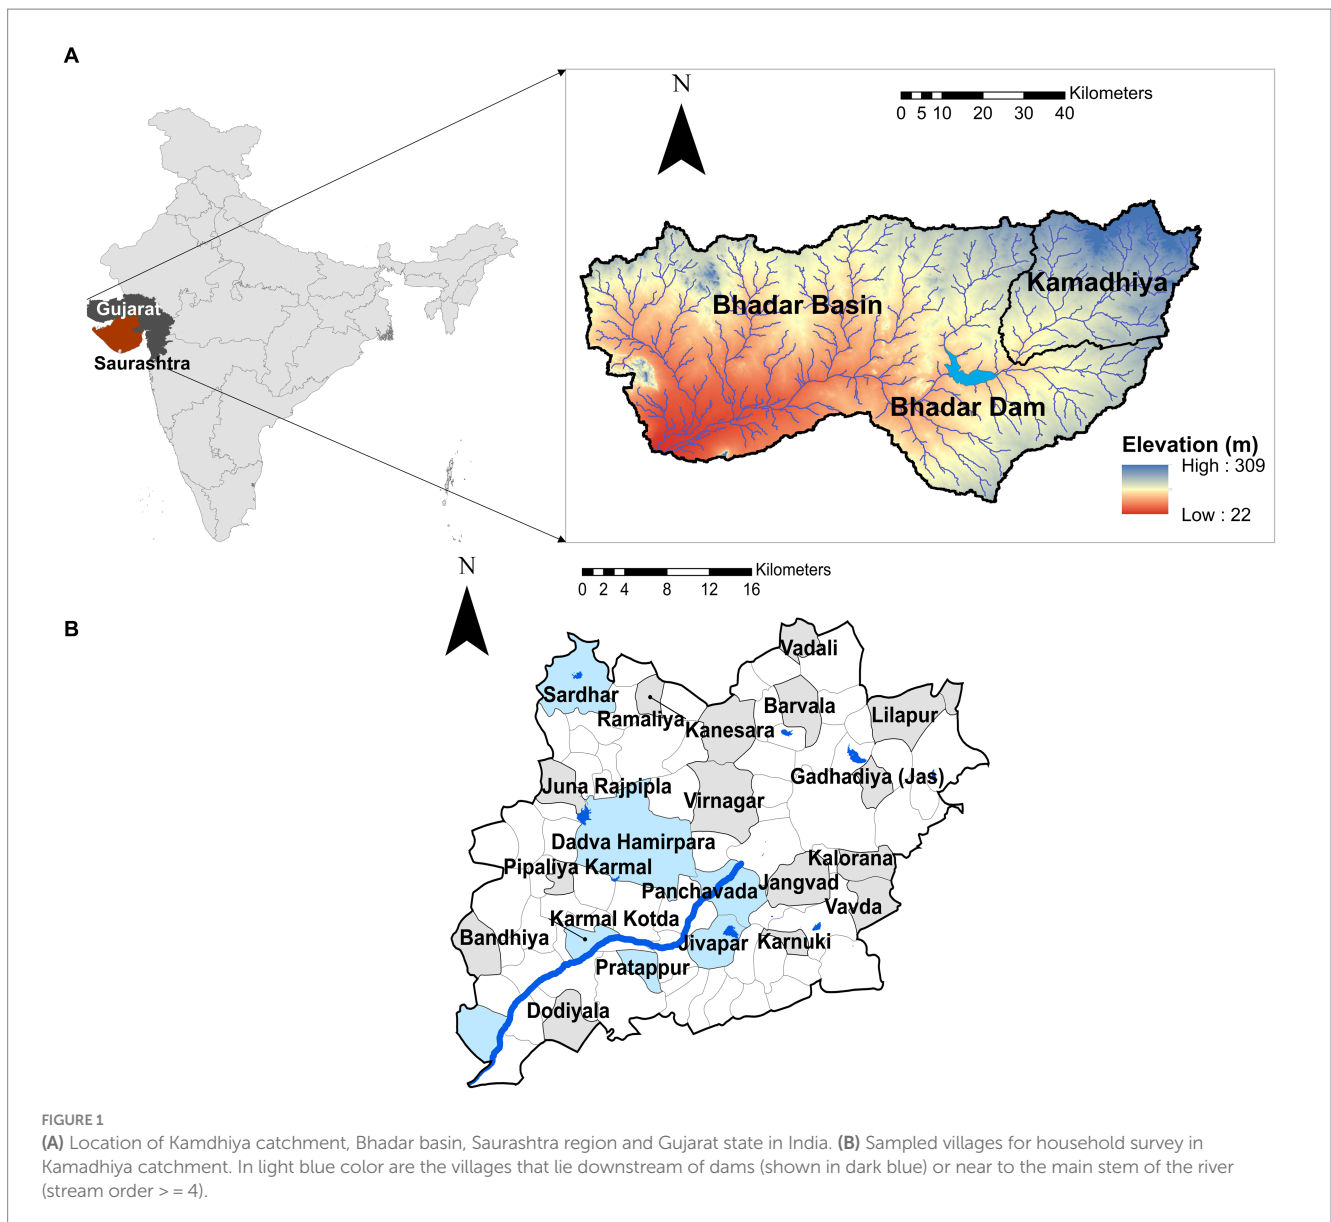 A
Gujarat
Saurashtra
N
Kilometers
0 5 10 20 30 40
Kamadhiya
Bhadar Basin
Bhadar Dam
Elevation (m)
High : 309
Low : 22
N
Kilometers
0 2 4 8 12 16
B
Vadali
Sardhar
Ramaliya
Kanesara
Barvala
Lilapur
Gadhadiya (Jas)
Juna Rajpipla
Virnagar
Dadva Hamirpara
Pipaliya Karmal
Kalorana
Panchavada
Jangvad
Vavda
Karmal Kotda
Bandhiya
Jivapar
Karnuki
Pratappur
Dodiyala
FIGURE 1
(A) Location of Kamdhiya catchment, Bhadar basin, Saurashtra region and Gujarat state in India. (B) Sampled villages for household survey in
Kamadhiya catchment. In light blue color are the villages that lie downstream of dams (shown in dark blue) or near to the main stem of the river
(stream order > = 4).